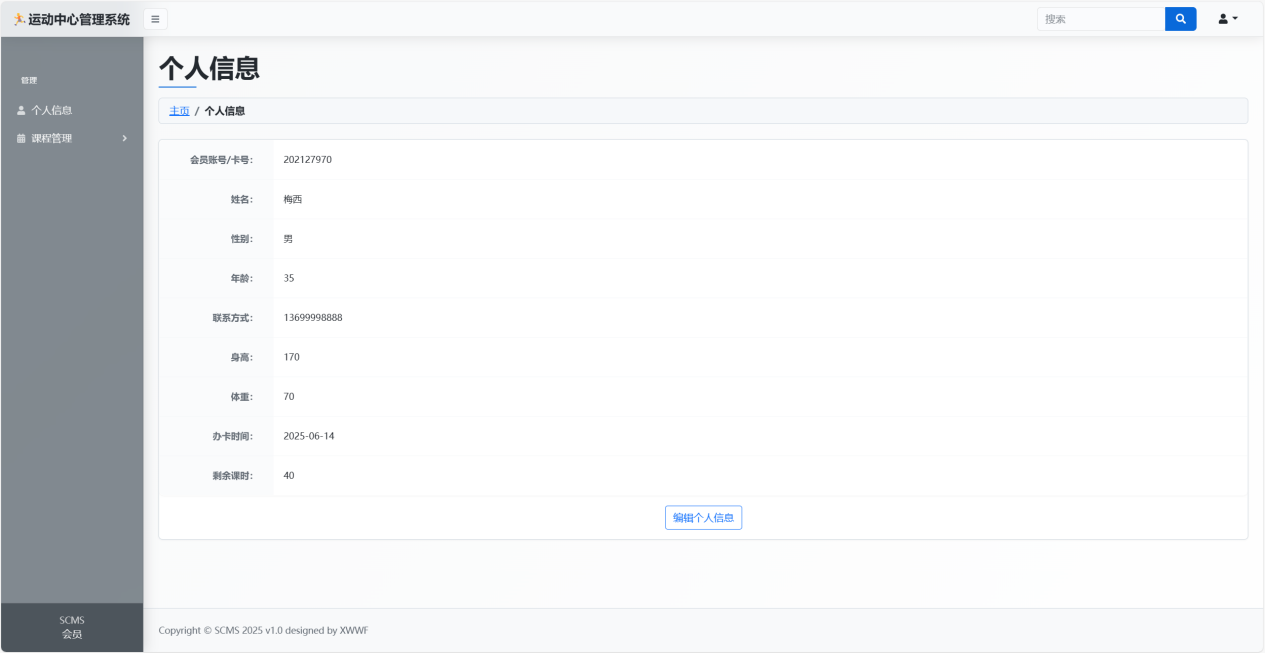 运动中心管理系统
搜索
管理
个人信息
课程管理
个人信息
主页 / 个人信息
会员账号/卡号： 202127970
姓名： 梅西
性别： 男
年龄： 35
联系方式： 13699998888
身高： 170
体重： 70
办卡时间： 2025-06-14
剩余课时： 40
编辑个人信息
SCMS
会员
Copyright © SCMS 2025 v1.0 designed by XWWF